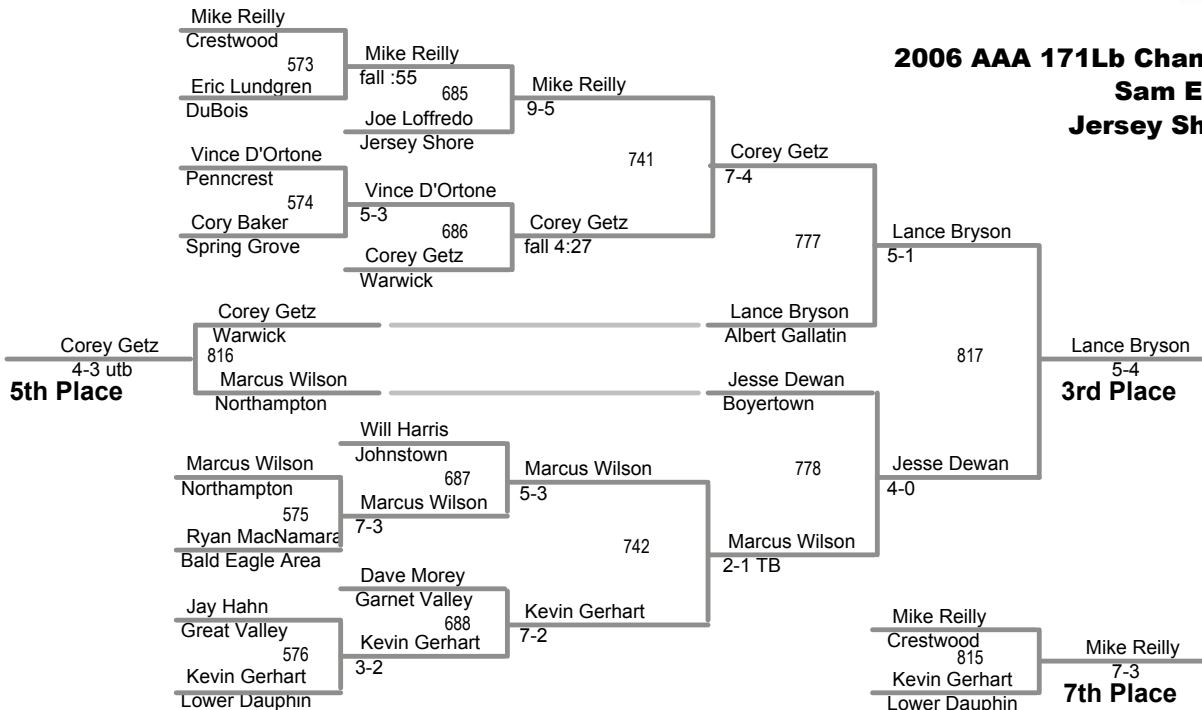 Mike Reilly
Crestwood
573
Eric Lundgren
DuBois
Mike Reilly
fall :55
685
Joe Loffredo
Jersey Shore
Mike Reilly
9-5
2006 AAA 171Lb Cham
Sam E
Jersey Sh
Vince D'Ortone
Penncrest
574
Cory Baker
Spring Grove
Vince D'Ortone
5-3
686
Corey Getz
Warwick
Corey Getz
fall 4:27
741
Corey Getz
7-4
777
Lance Bryson
5-1
Corey Getz
Warwick
Lance Bryson
Albert Gallatin
Corey Getz
4-3 utb
5th Place
816
Marcus Wilson
Northampton
Jesse Dewan
Boyertown
817
Lance Bryson
5-4
3rd Place
Will Harris
Johnstown
687
Marcus Wilson
Northampton
575
Ryan MacNamara
Bald Eagle Area
Marcus Wilson
7-3
Marcus Wilson
5-3
778
Jesse Dewan
4-0
742
Marcus Wilson
2-1 TB
Dave Morey
Garnet Valley
688
Jay Hahn
Great Valley
576
Kevin Gerhart
Lower Dauphin
Kevin Gerhart
3-2
Kevin Gerhart
7-2
Mike Reilly
Crestwood
815
Kevin Gerhart
Lower Dauphin
Mike Reilly
7-3
7th Place